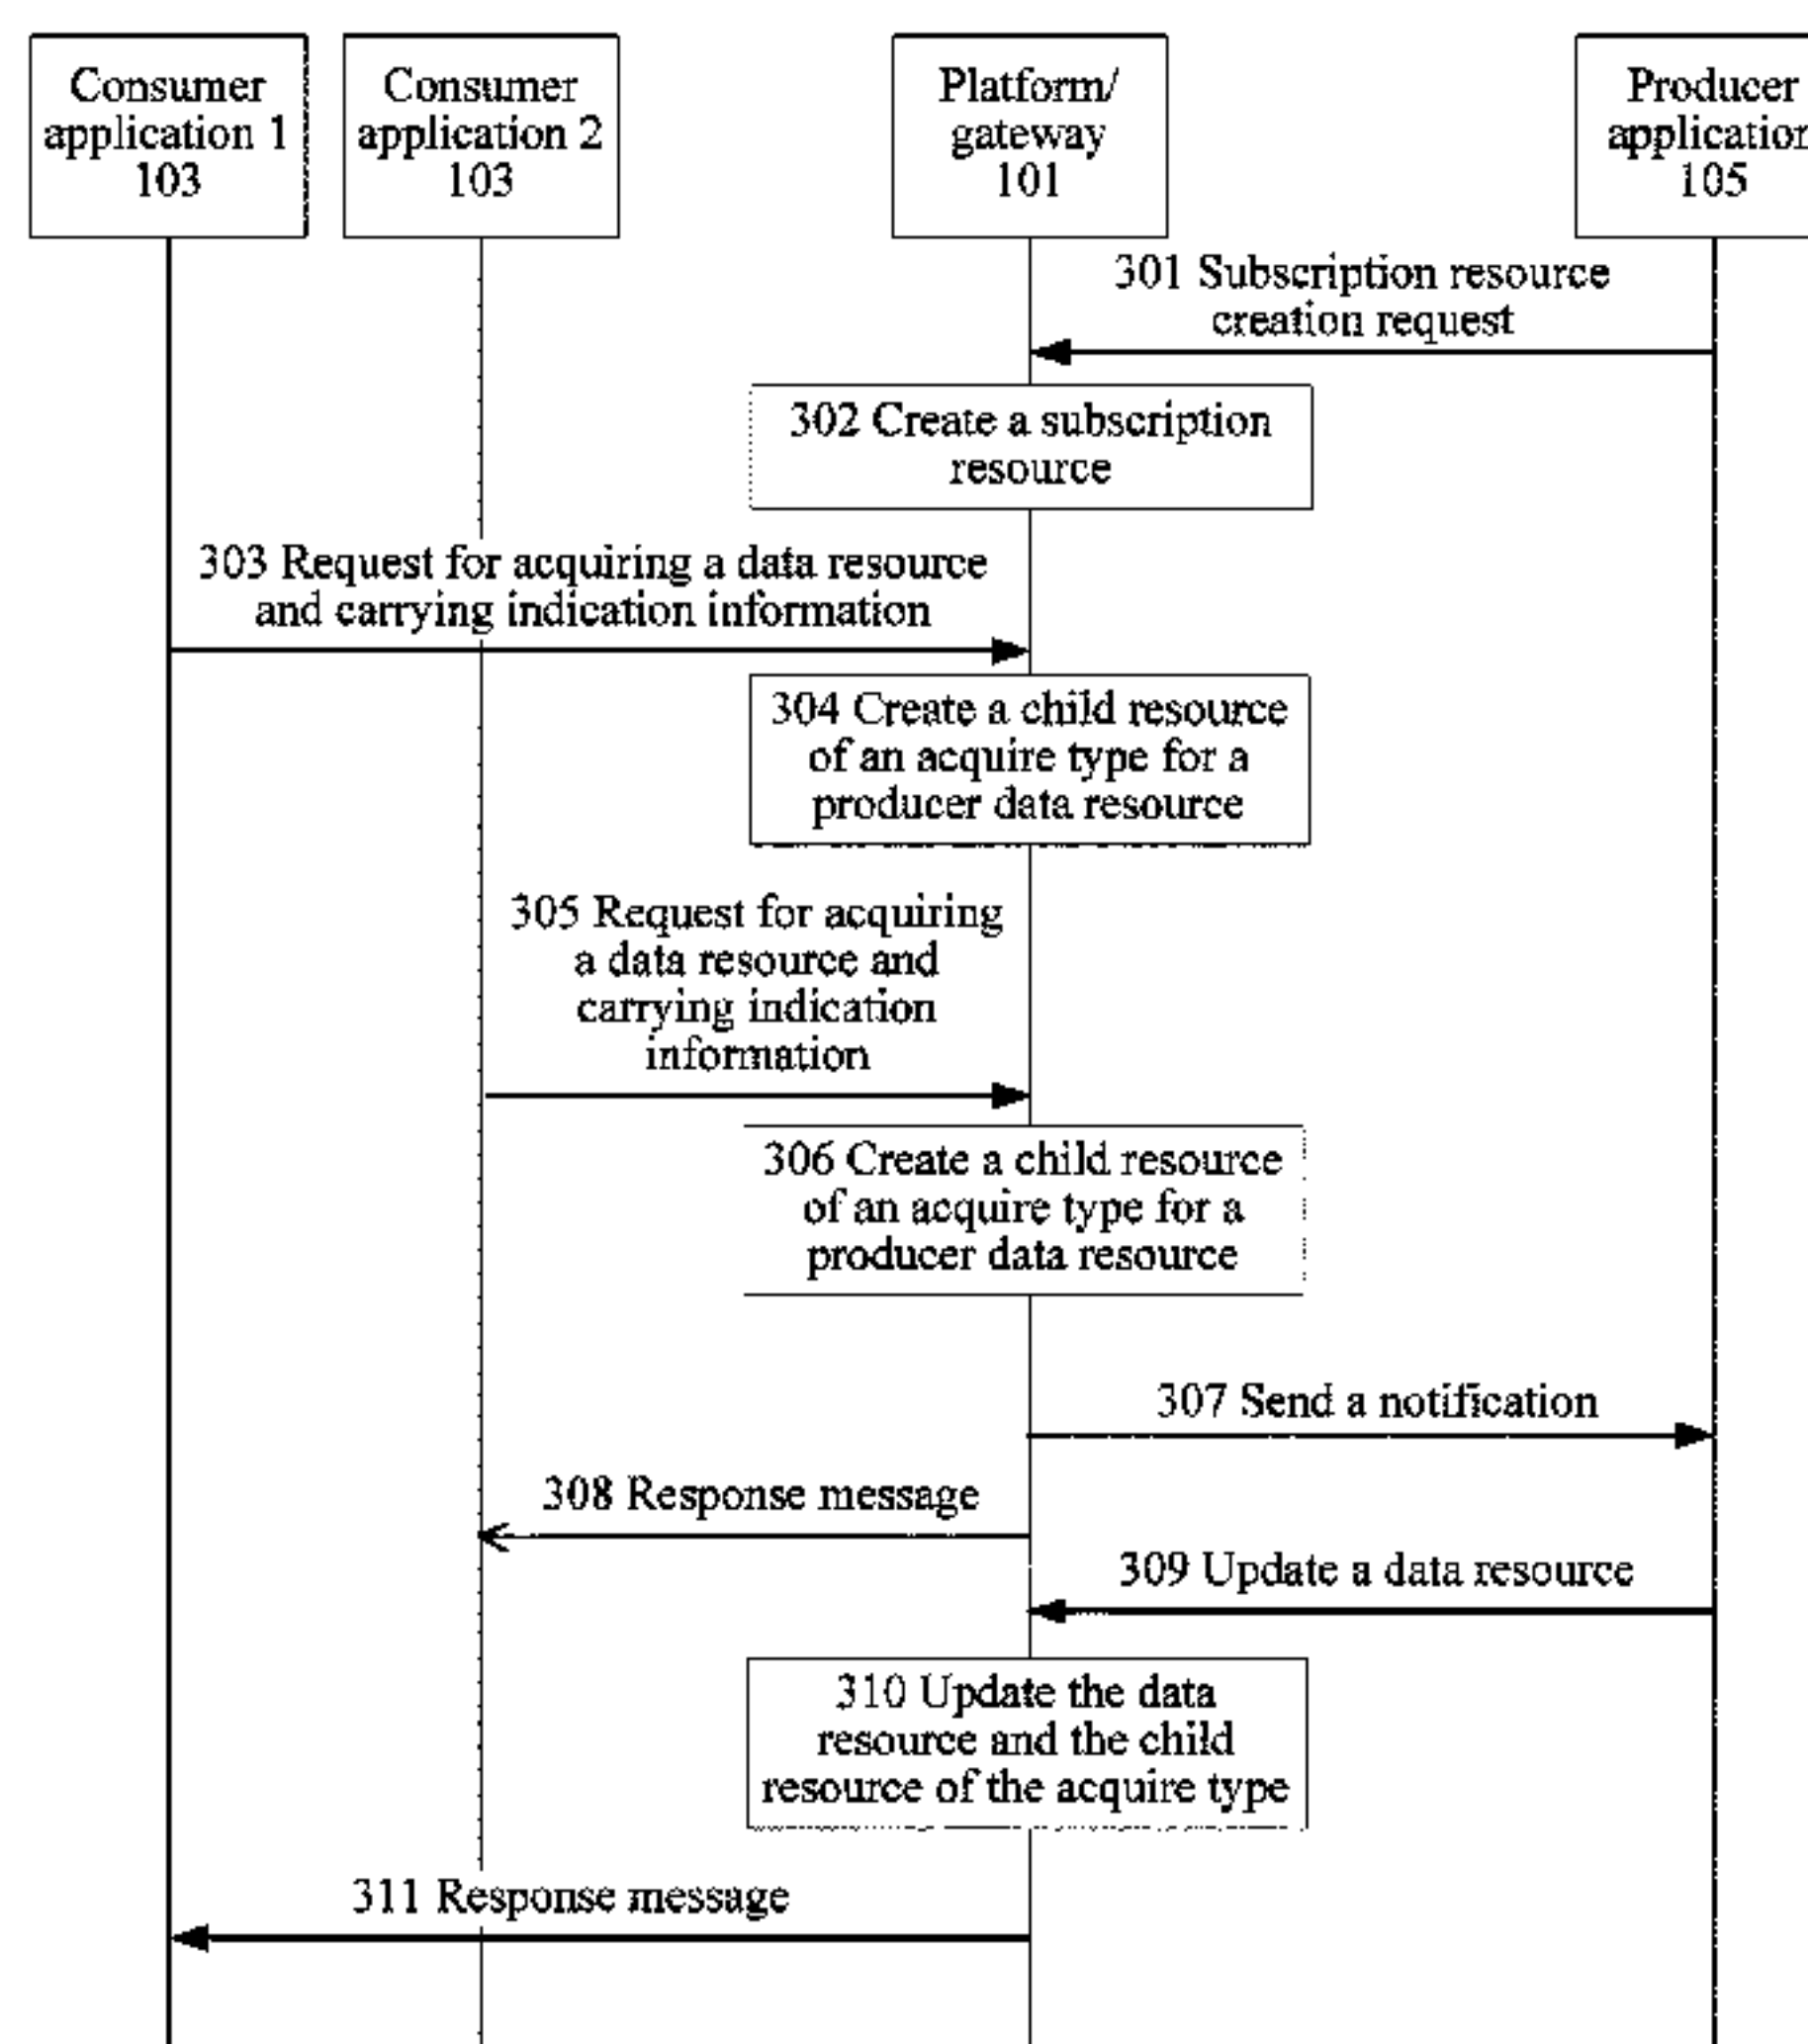 Consumer
application 1
103
Consumer
application 2
103
Platform/
gateway
101
Producer
application
105
301 Subscription resource
creation request
302 Create a subscription
resource
303 Request for acquiring a data resource
and carrying indication information
304 Create a child resource
of an acquire type for a
producer data resource
305 Request for acquiring
a data resource and
carrying indication
information
306 Create a child resource
of an acquire type for a
producer data resource
307 Send a notification
308 Response message
309 Update a data resource
310 Update the data
resource and the child
resource of the acquire type
311 Response message